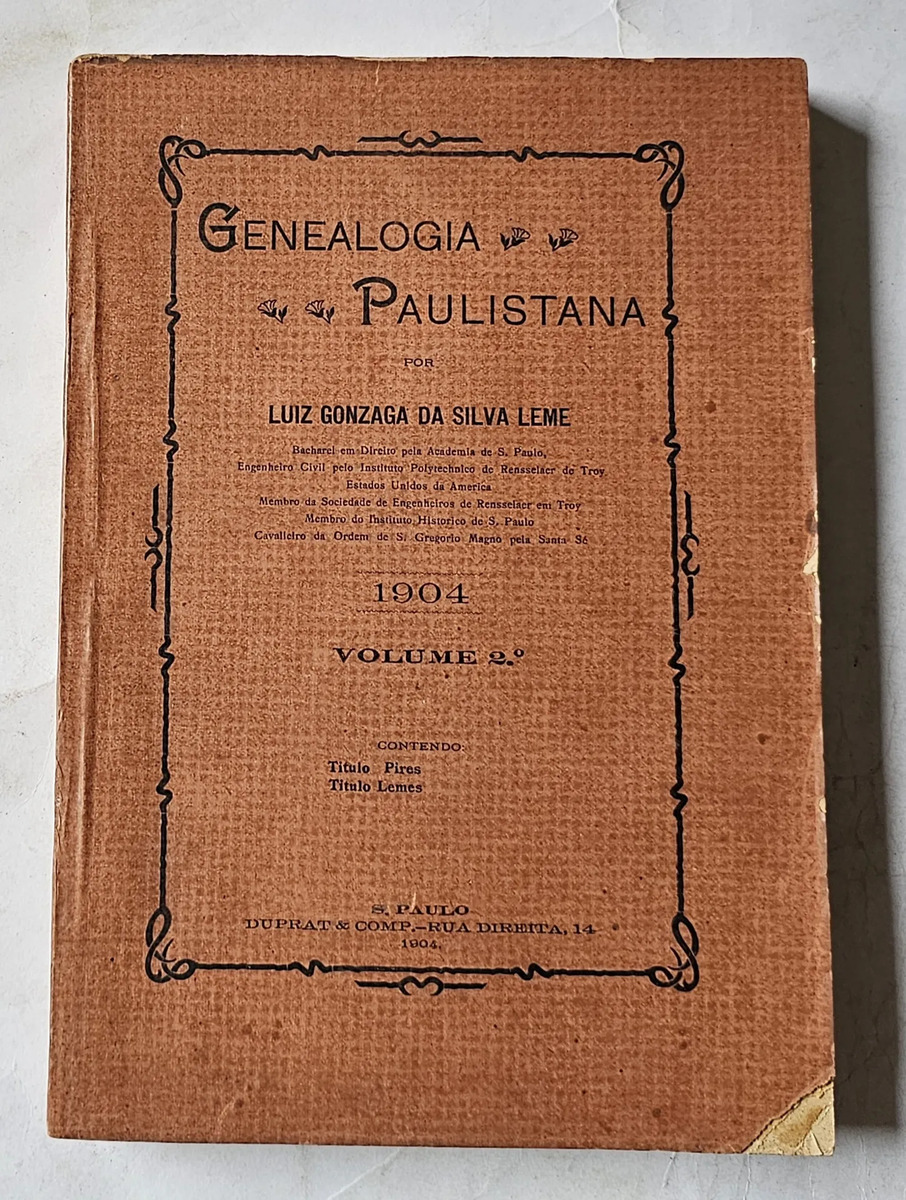 GENEALOGIA
PAULISTANA
POR
LUIZ GONZAGA DA SILVA LEME
Bacharel em Direito pela Academia de S. Paulo,
Engenheiro Civil pelo Instituto Polytechnico de Rensselaer de Troy
Estados Unidos da America
Membro da Sociedade de Engenheiros de Rensselaer em Troy
Membro do Instituto Historico de S. Paulo
Cavalleiro da Ordem de S. Gregorio Magno pela Santa Sé
1904
VOLUME 2.º
CONTENDO:
Titulo Pires
Titulo Lemes
S. PAULO
DUPRAT & COMP.—RUA DIREITA, 14
1904.